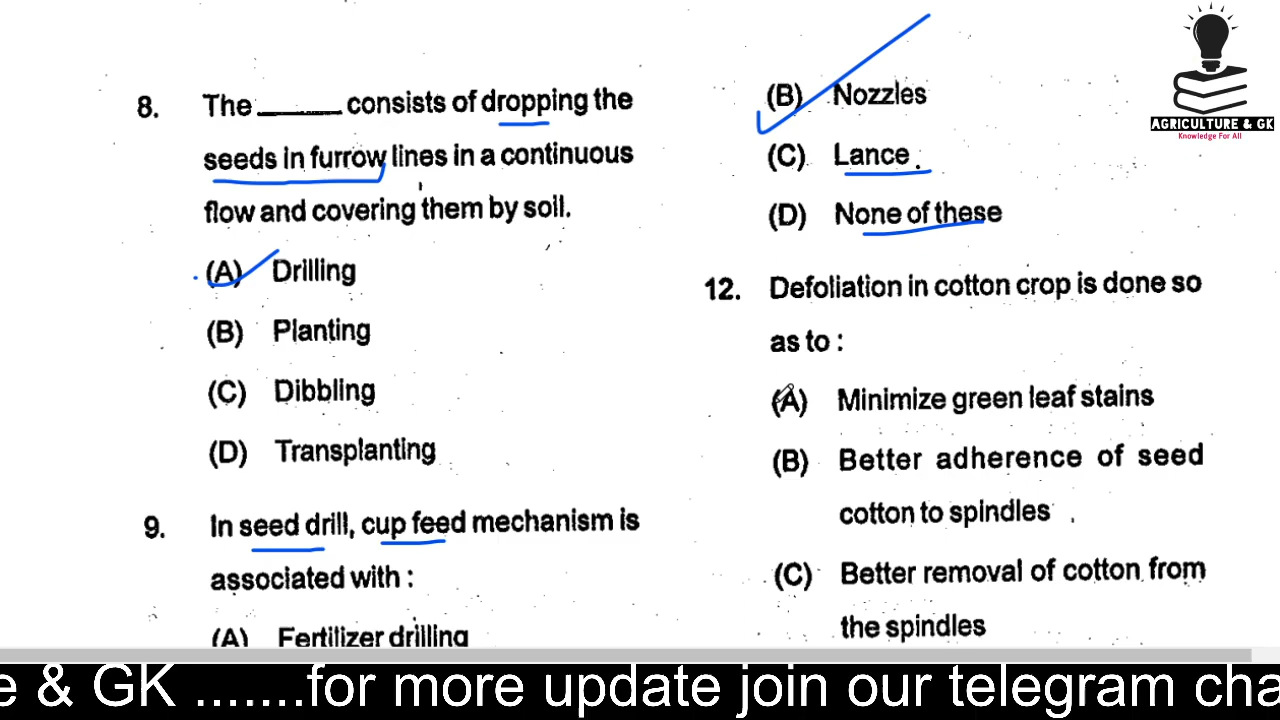 8. The ______ consists of dropping the
seeds in furrow lines in a continuous
flow and covering them by soil.
(A) Drilling
(B) Planting
(C) Dibbling
(D) Transplanting
9. In seed drill, cup feed mechanism is
associated with :
(A) Fertilizer drilling
(B) Nozzles
(C) Lance
(D) None of these
12. Defoliation in cotton crop is done so
as to :
(A) Minimize green leaf stains
(B) Better adherence of seed
cotton to spindles
(C) Better removal of cotton from
the spindles
AGRICULTURE & GK
Knowledge For All
e & GK .......for more update join our telegram cha